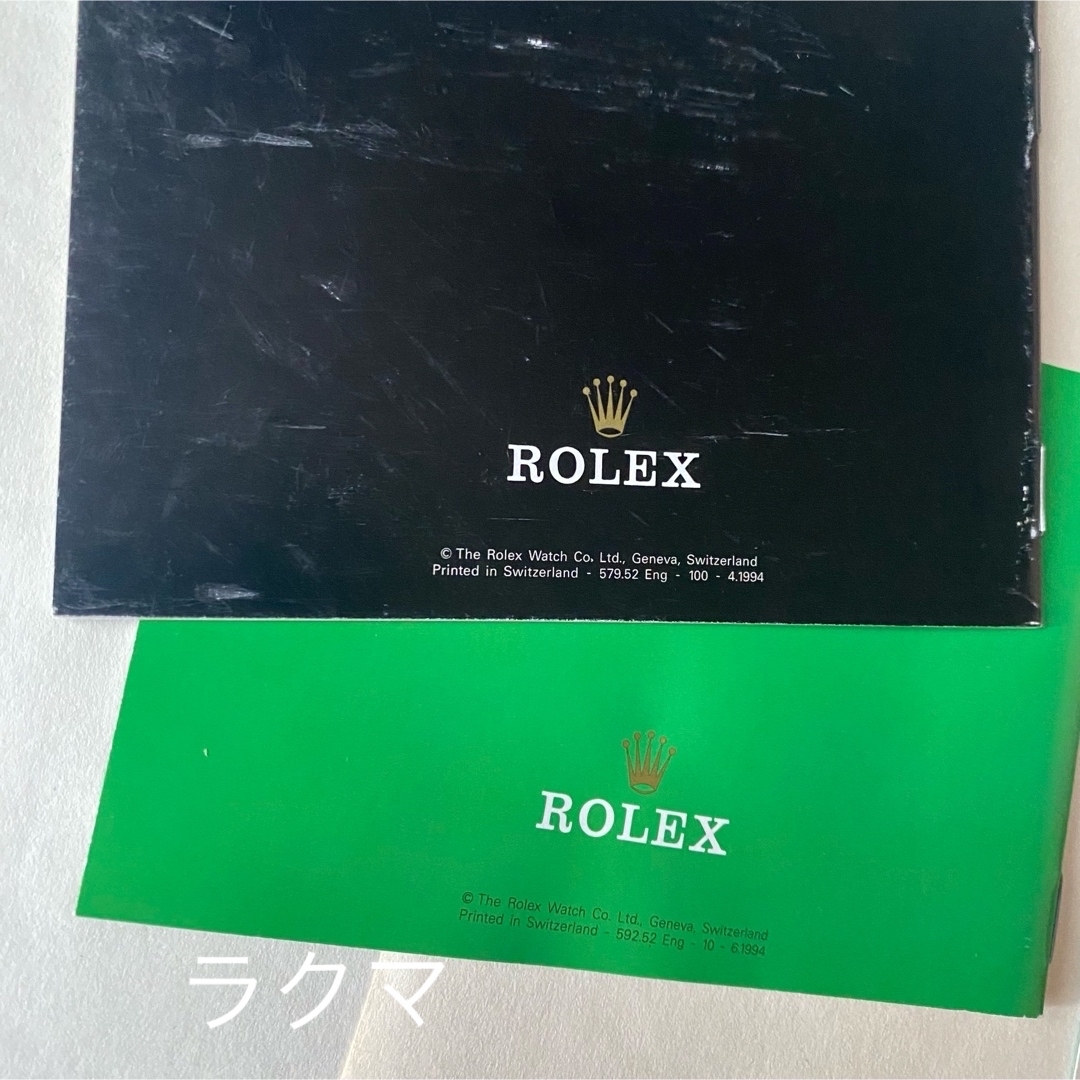 ROLEX
© The Rolex Watch Co. Ltd., Geneva, Switzerland
Printed in Switzerland - 579.52 Eng - 100 - 4.1994
ROLEX
© The Rolex Watch Co. Ltd., Geneva, Switzerland
Printed in Switzerland - 592.52 Eng - 10 - 6.1994
ラクマ